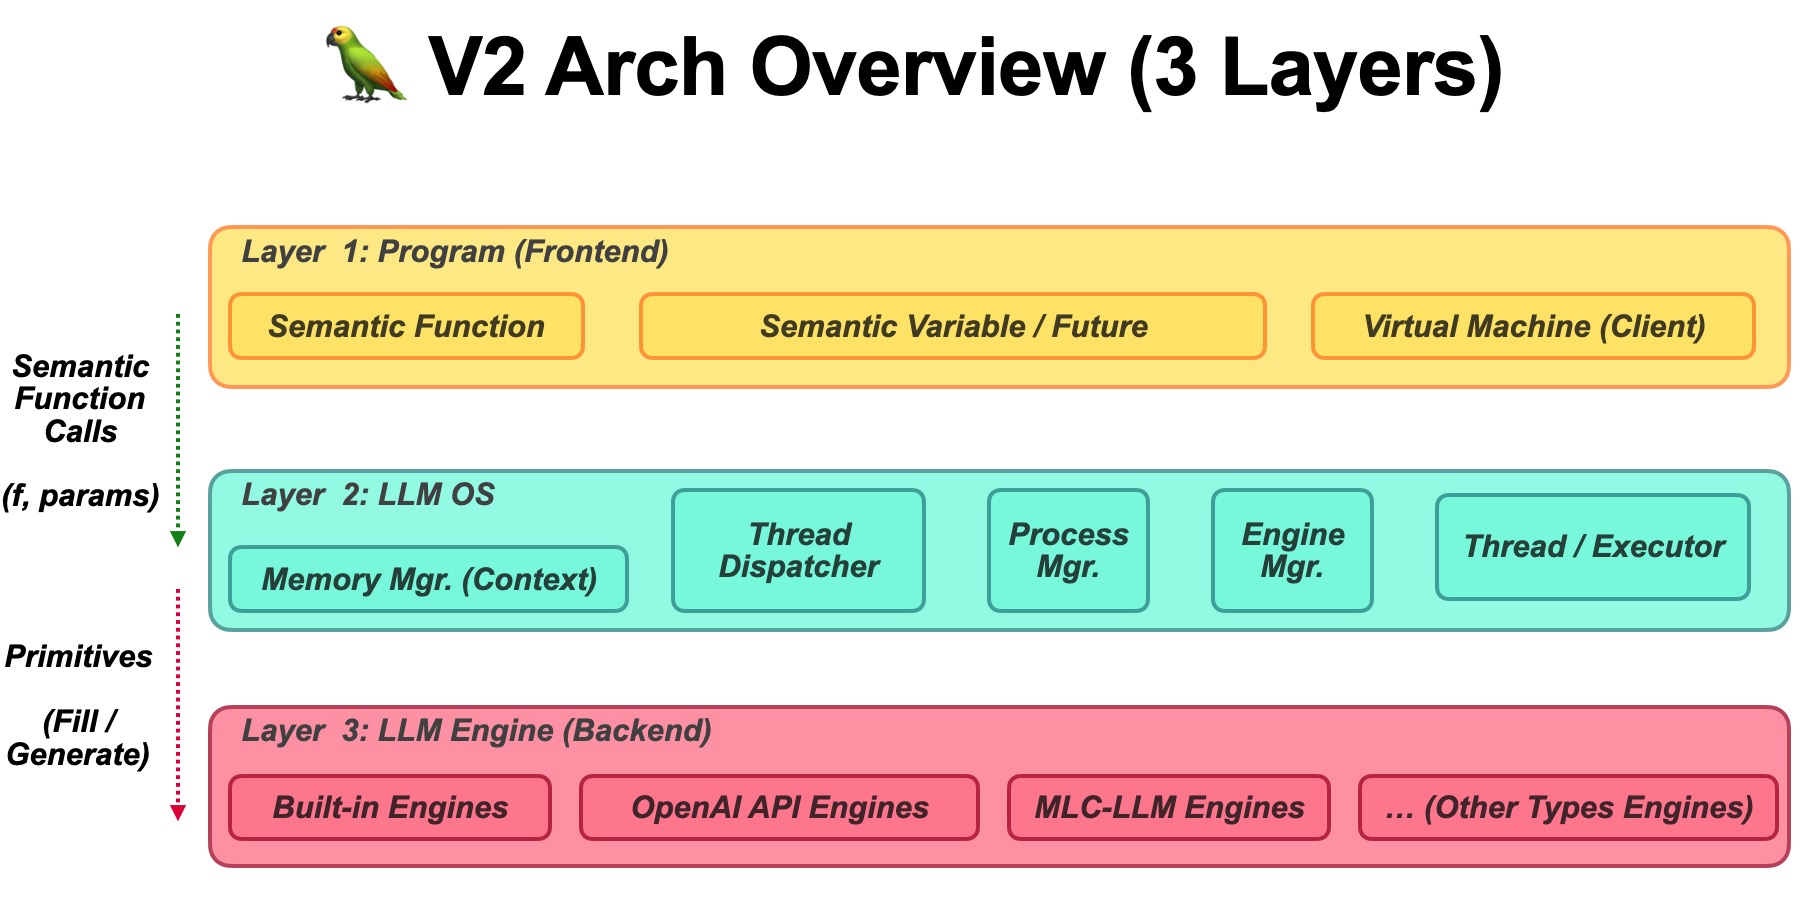 V2 Arch Overview (3 Layers)
Layer 1: Program (Frontend)
Semantic Function
Semantic Variable / Future
Virtual Machine (Client)
Semantic
Function
Calls
(f, params)
Layer 2: LLM OS
Memory Mgr. (Context)
Thread
Dispatcher
Process
Mgr.
Engine
Mgr.
Thread / Executor
Primitives
(Fill /
Generate)
Layer 3: LLM Engine (Backend)
Built-in Engines
OpenAI API Engines
MLC-LLM Engines
... (Other Types Engines)